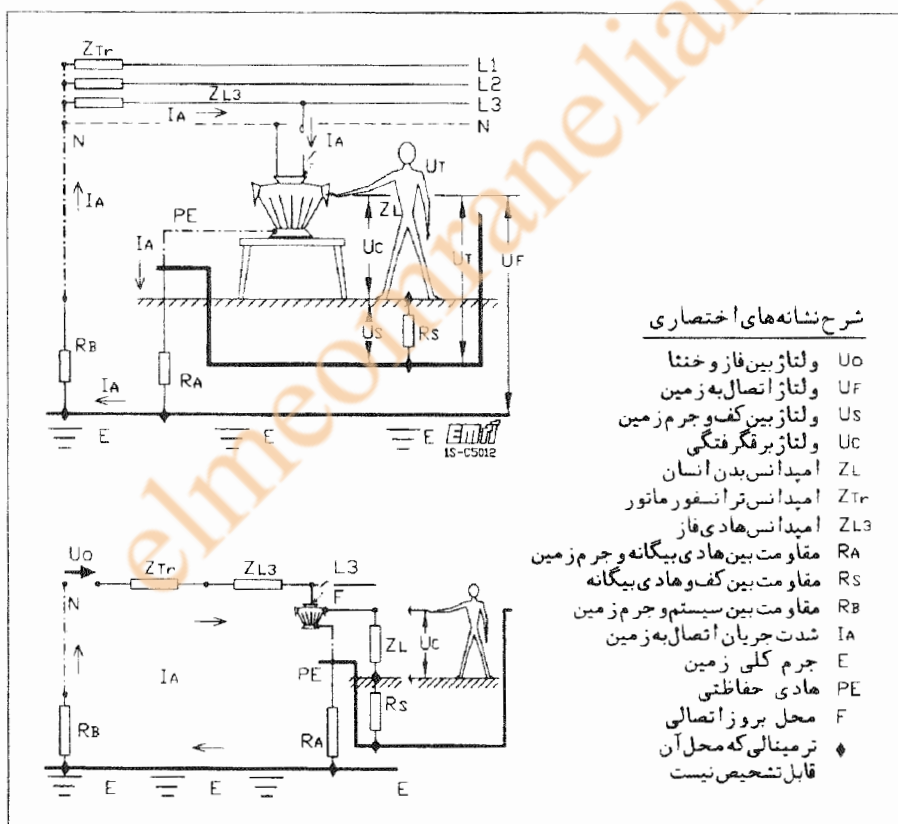 ZTr
L1
L2
ZL3
L3
IA
N
N
IA
UT
ZL
IA
PE
IA
UC
UT
UF
US
RS
RB
RA
IA
E
E
E
EMfI
1S-C5012
شرح نشانه‌های اختصاری
U0 ولتاژ بین فاز و خنثا
UF ولتاژ اتصال به زمین
US ولتاژ بین کف و جرم زمین
UC ولتاژ برقگرفتگی
ZL امپدانس بدن انسان
ZTr امپدانس ترانسفورماتور
ZL3 امپدانس هادی فاز
RA مقاومت بین هادی بیگانه و جرم زمین
RS مقاومت بین کف و هادی بیگانه
RB مقاومت بین سیستم و جرم زمین
IA شدت جریان اتصال به زمین
E جرم کلی زمین
PE هادی حفاظتی
F محل بروز اتصالی
♦ ترمینالی که محل آن
قابل تشخیص نیست
U0
ZTr
ZL3
L3
N
F
ZL
UC
IA
PE
RS
RB
RA
E
E
E
elmeomranelian